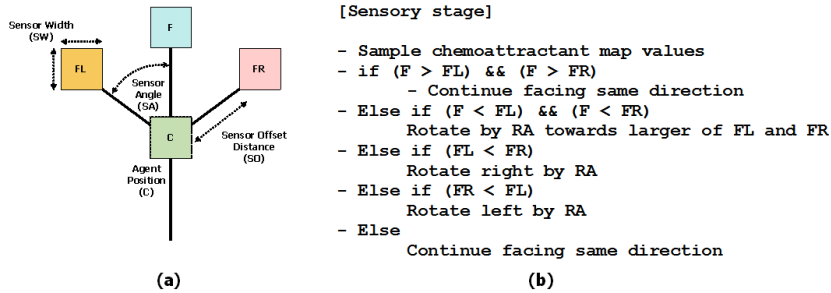 Sensor Width
(SW)
F
FL
FR
Sensor
Angle
(SA)
C
Sensor Offset
Distance
(SO)
Agent
Position
(C)
(a)
[Sensory stage]
- Sample chemoattractant map values
- if (F > FL) && (F > FR)
- Continue facing same direction
- Else if (F < FL) && (F < FR)
Rotate by RA towards larger of FL and FR
- Else if (FL < FR)
Rotate right by RA
- Else if (FR < FL)
Rotate left by RA
- Else
Continue facing same direction
(b)